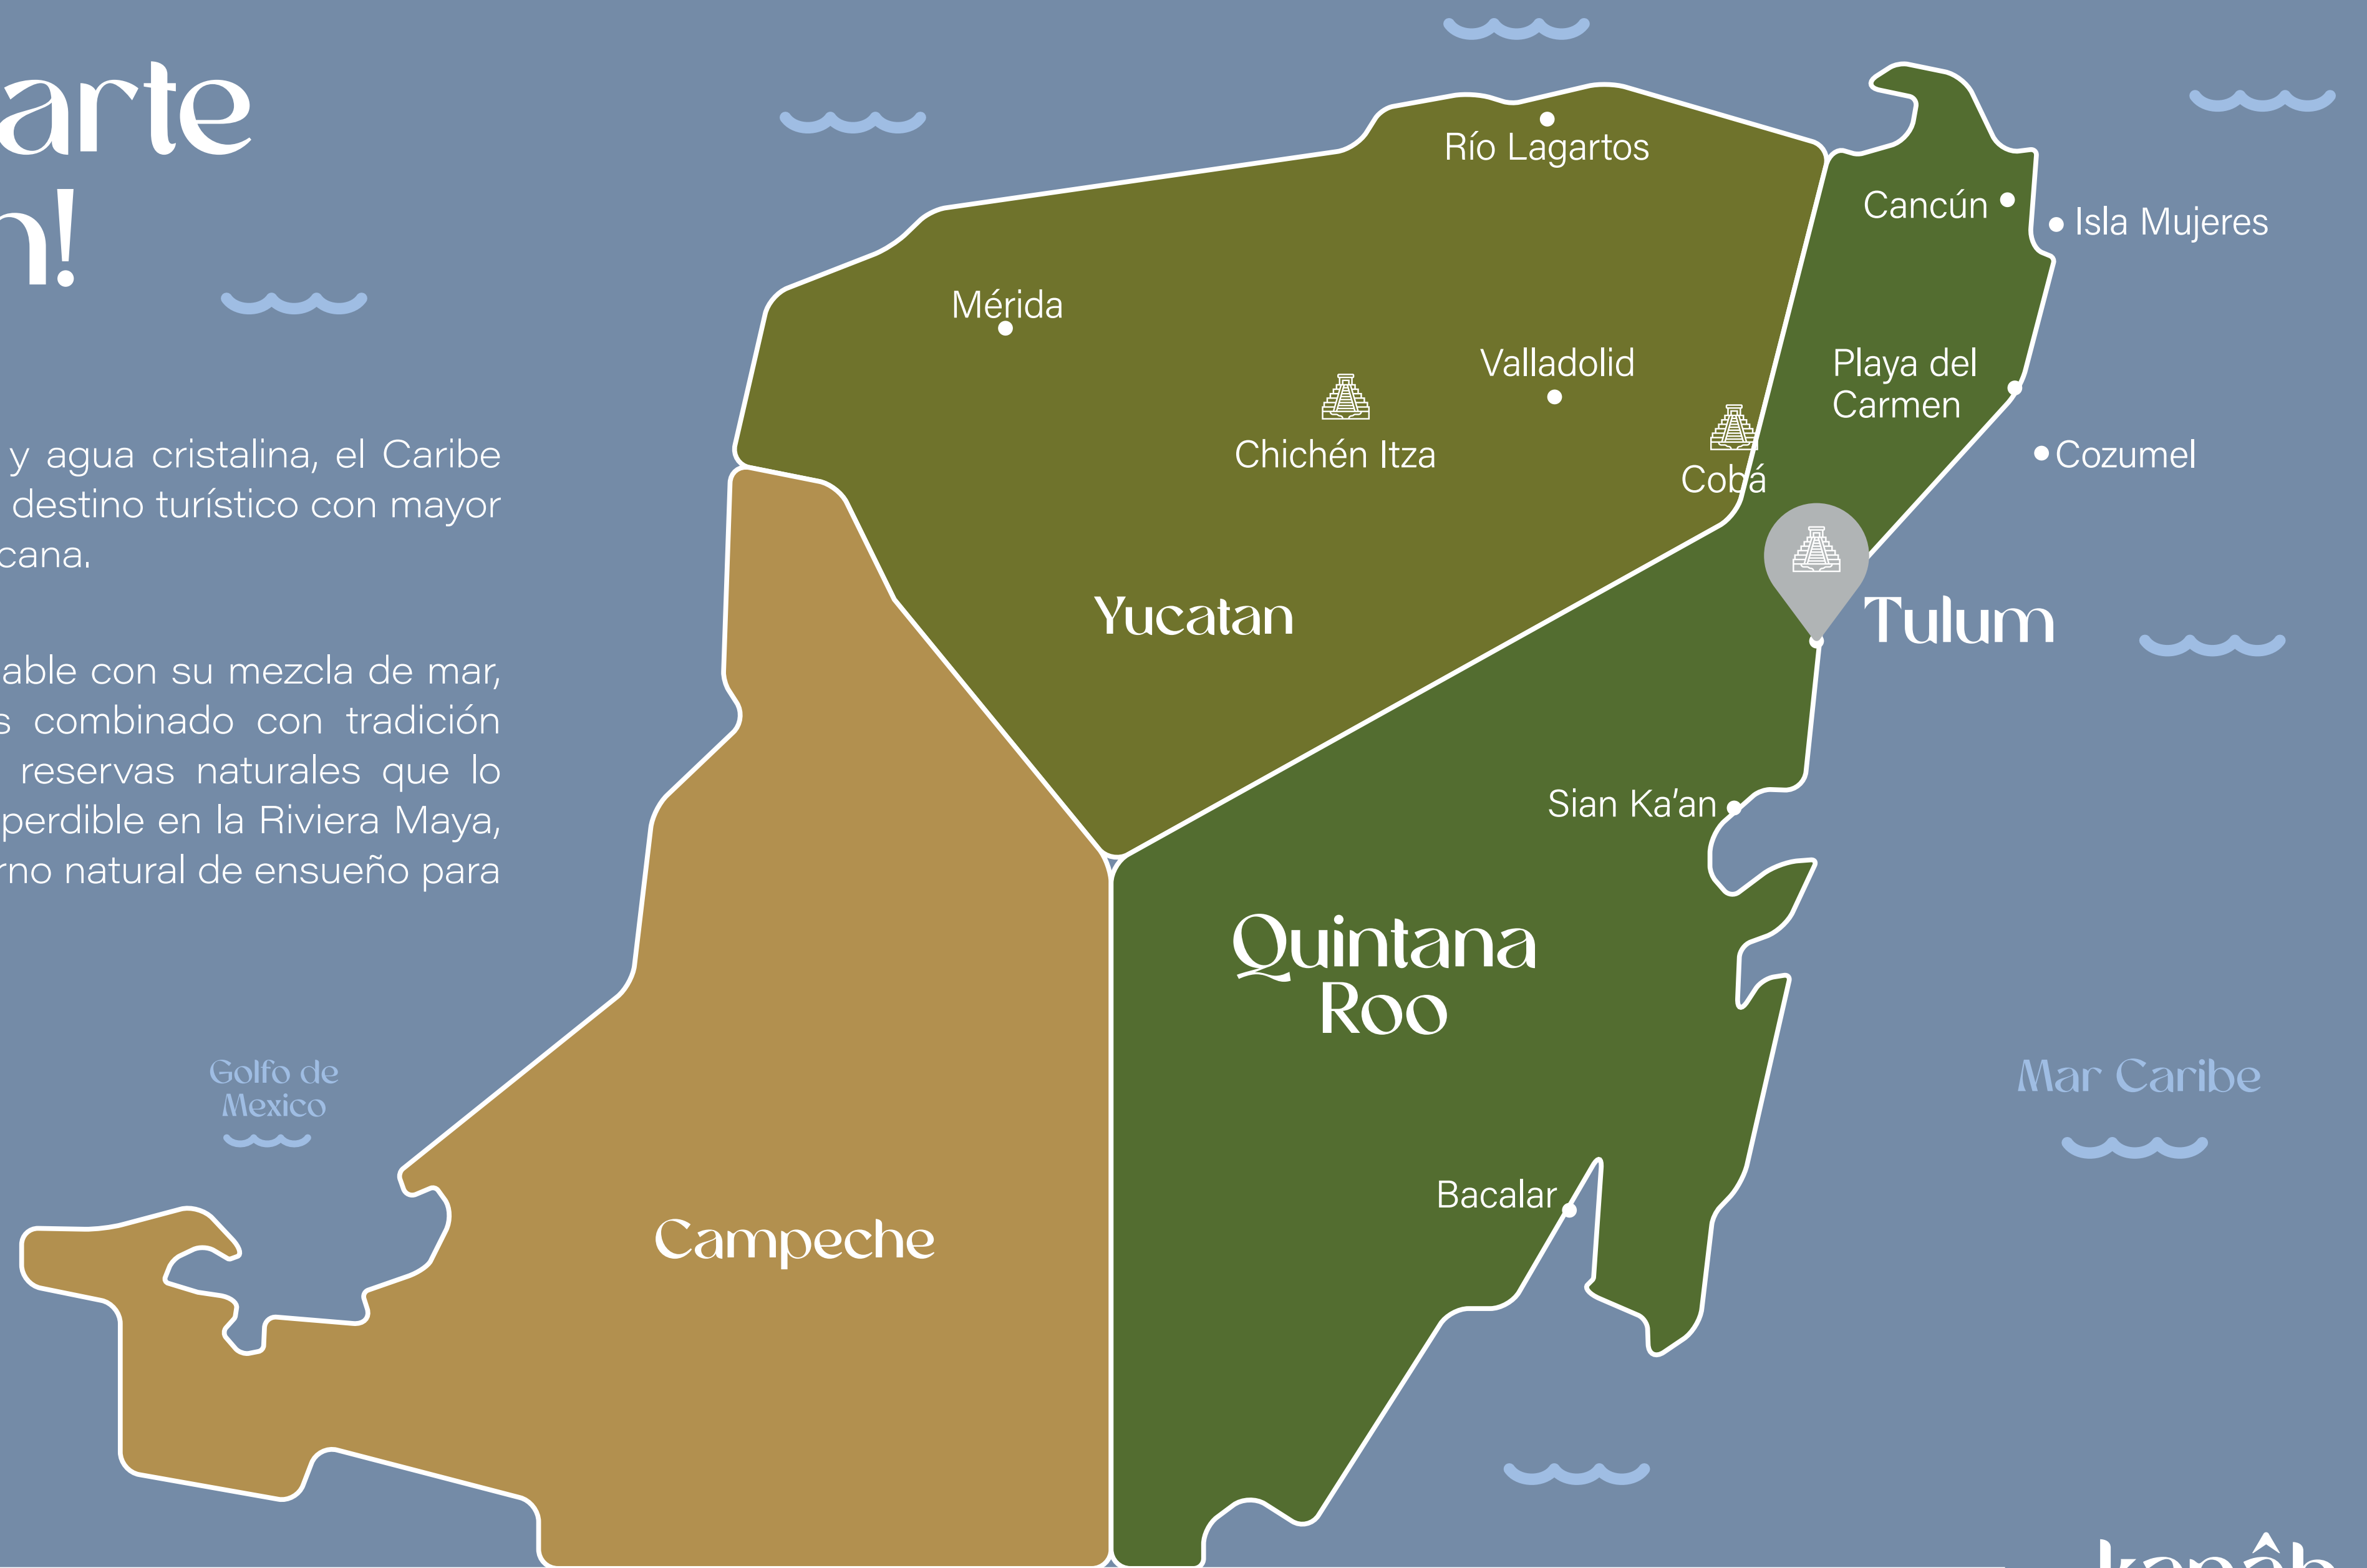 arte
n!
y agua cristalina, el Caribe
destino turístico con mayor
cana.
able con su mezcla de mar,
s combinado con tradición
reservas naturales que lo
perdible en la Riviera Maya,
rno natural de ensueño para
Río Lagartos
Cancún
Isla Mujeres
Mérida
Valladolid
Playa del
Carmen
Chichén Itza
Cobá
Cozumel
Yucatan
Tulum
Sian Ka'an
Quintana
Roo
Golfo de
Mexico
Mar Caribe
Bacalar
Campeche